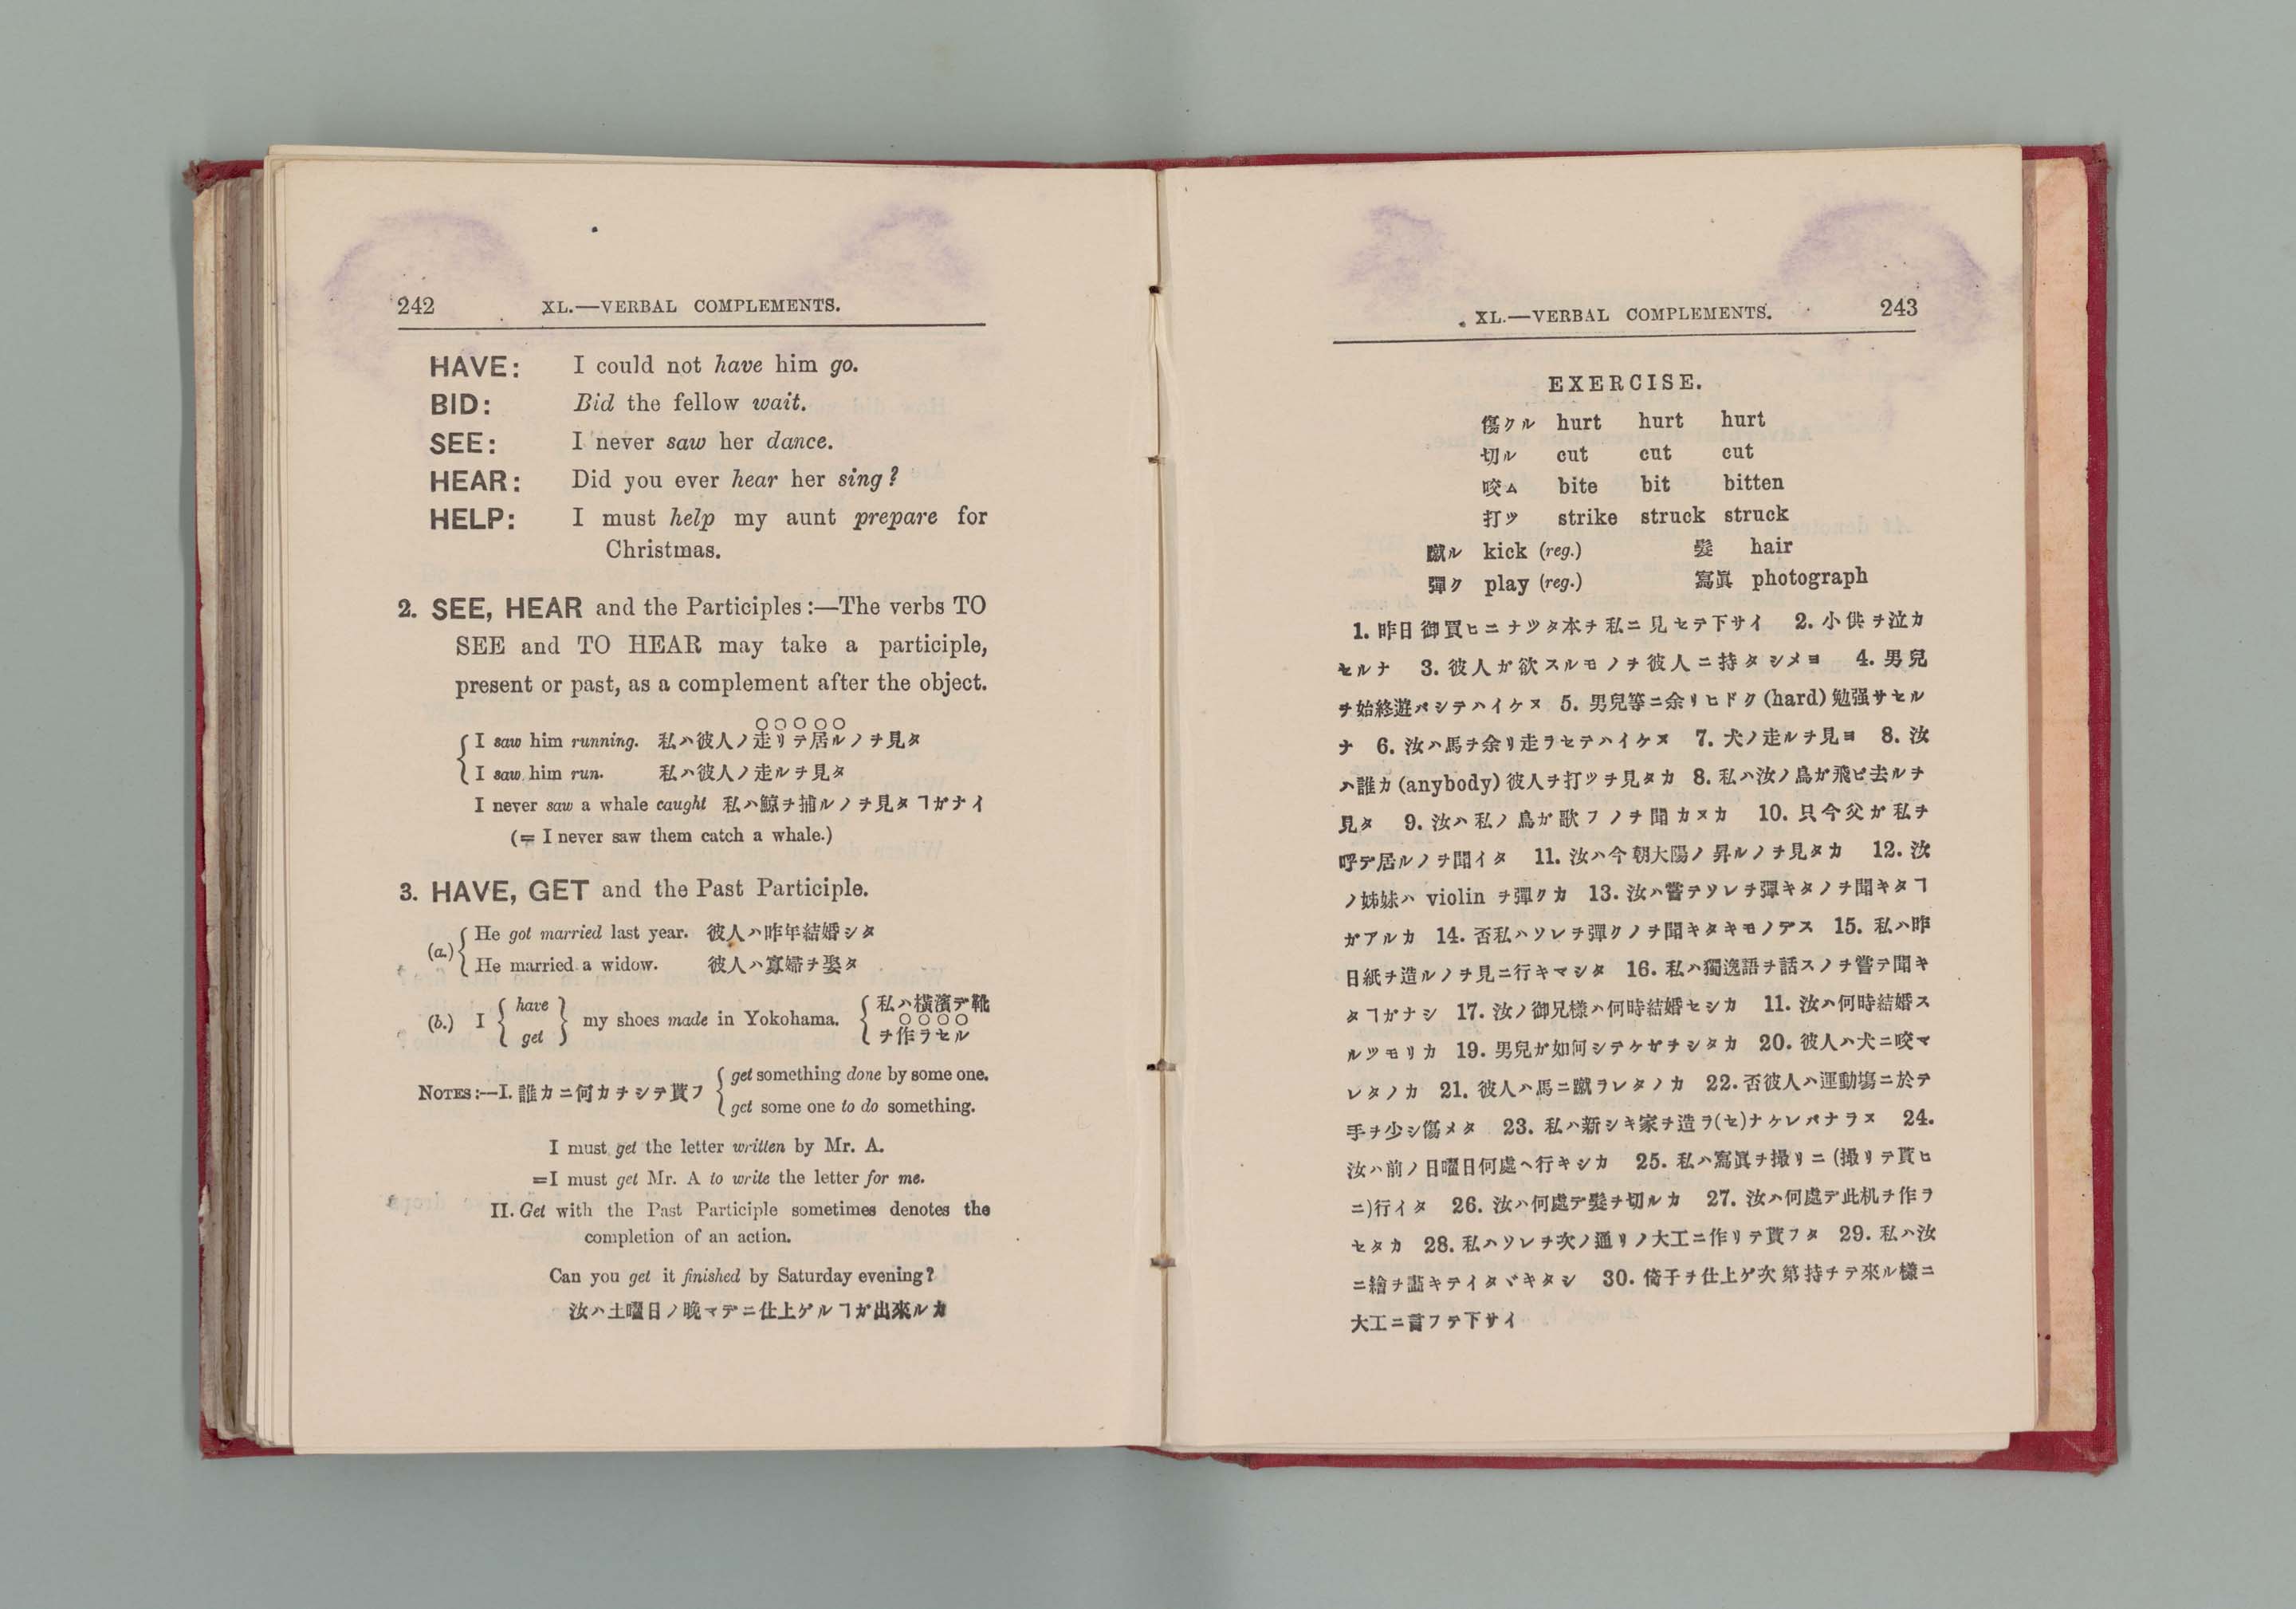 242 XL.—VERBAL COMPLEMENTS.
HAVE: I could not have him go.
BID: Bid the fellow wait.
SEE: I never saw her dance.
HEAR: Did you ever hear her sing?
HELP: I must help my aunt prepare for
Christmas.
2. SEE, HEAR and the Participles:—The verbs TO
SEE and TO HEAR may take a participle,
present or past, as a complement after the object.
○○○○○
I saw him running. 私ハ彼人ノ走リテ居ルノヲ見タ
I saw him run. 私ハ彼人ノ走ルヲ見タ
I never saw a whale caught 私ハ鯨ヲ捕ルノヲ見タヿガナイ
(= I never saw them catch a whale.)
3. HAVE, GET and the Past Participle.
(a.) He got married last year. 彼人ハ昨年結婚シタ
He married a widow. 彼人ハ寡婦ヲ娶タ
(b.) I { have / get } my shoes made in Yokohama. 私ハ橫濱デ靴
○○○○
ヲ作ラセル
NOTES:—I. 誰カニ何カヲシテ貰フ { get something done by some one.
get some one to do something.
I must get the letter written by Mr. A.
=I must get Mr. A to write the letter for me.
II. Get with the Past Participle sometimes denotes the
completion of an action.
Can you get it finished by Saturday evening?
汝ハ土曜日ノ晩マデニ仕上ゲルヿガ出來ルカ
XL.—VERBAL COMPLEMENTS. 243
EXERCISE.
傷クル hurt hurt hurt
切ル cut cut cut
咬ム bite bit bitten
打ツ strike struck struck
蹴ル kick (reg.) 髮 hair
彈ク play (reg.) 寫眞 photograph
1. 昨日御買ヒニナツタ本ヲ私ニ見セテ下サイ 2. 小供ヲ泣カ
セルナ 3. 彼人ガ欲スルモノヲ彼人ニ持タシメヨ 4. 男兒
ヲ始終遊バシテハイケヌ 5. 男兒等ニ余リヒドク(hard)勉强サセル
ナ 6. 汝ハ馬ヲ余リ走ラセテハイケヌ 7. 犬ノ走ルヲ見ヨ 8. 汝
ハ誰カ(anybody)彼人ヲ打ツヲ見タカ 8. 私ハ汝ノ鳥ガ飛ビ去ルヲ
見タ 9. 汝ハ私ノ鳥ガ歌フノヲ聞カヌカ 10. 只今父ガ私ヲ
呼デ居ルノヲ聞イタ 11. 汝ハ今朝大陽ノ昇ルノヲ見タカ 12. 汝
ノ姊妹ハ violin ヲ彈クカ 13. 汝ハ嘗テソレヲ彈キタノヲ聞キタヿ
ガアルカ 14. 否私ハソレヲ彈クノヲ聞キタキモノデス 15. 私ハ昨
日紙ヲ造ルノヲ見ニ行キマシタ 16. 私ハ獨逸語ヲ話スノヲ嘗テ聞キ
タヿガナシ 17. 汝ノ御兄樣ハ何時結婚セシカ 11. 汝ハ何時結婚ス
ルツモリカ 19. 男兒ガ如何シテケガヲシタカ 20. 彼人ハ犬ニ咬マ
レタノカ 21. 彼人ハ馬ニ蹴ラレタノカ 22. 否彼人ハ運動塲ニ於テ
手ヲ少シ傷メタ 23. 私ハ新シキ家ヲ造ラ(セ)ナケレバナラヌ 24.
汝ハ前ノ日曜日何處ヘ行キシカ 25. 私ハ寫眞ヲ撮リニ(撮リテ貰ヒ
ニ)行イタ 26. 汝ハ何處デ髮ヲ切ルカ 27. 汝ハ何處デ此机ヲ作ラ
セタカ 28. 私ハソレヲ次ノ通リノ大工ニ作リテ貰フタ 29. 私ハ汝
ニ繪ヲ畵キテイタヾキタシ 30. 倚子ヲ仕上ゲ次第持チテ來ル樣ニ
大工ニ言フテ下サイ